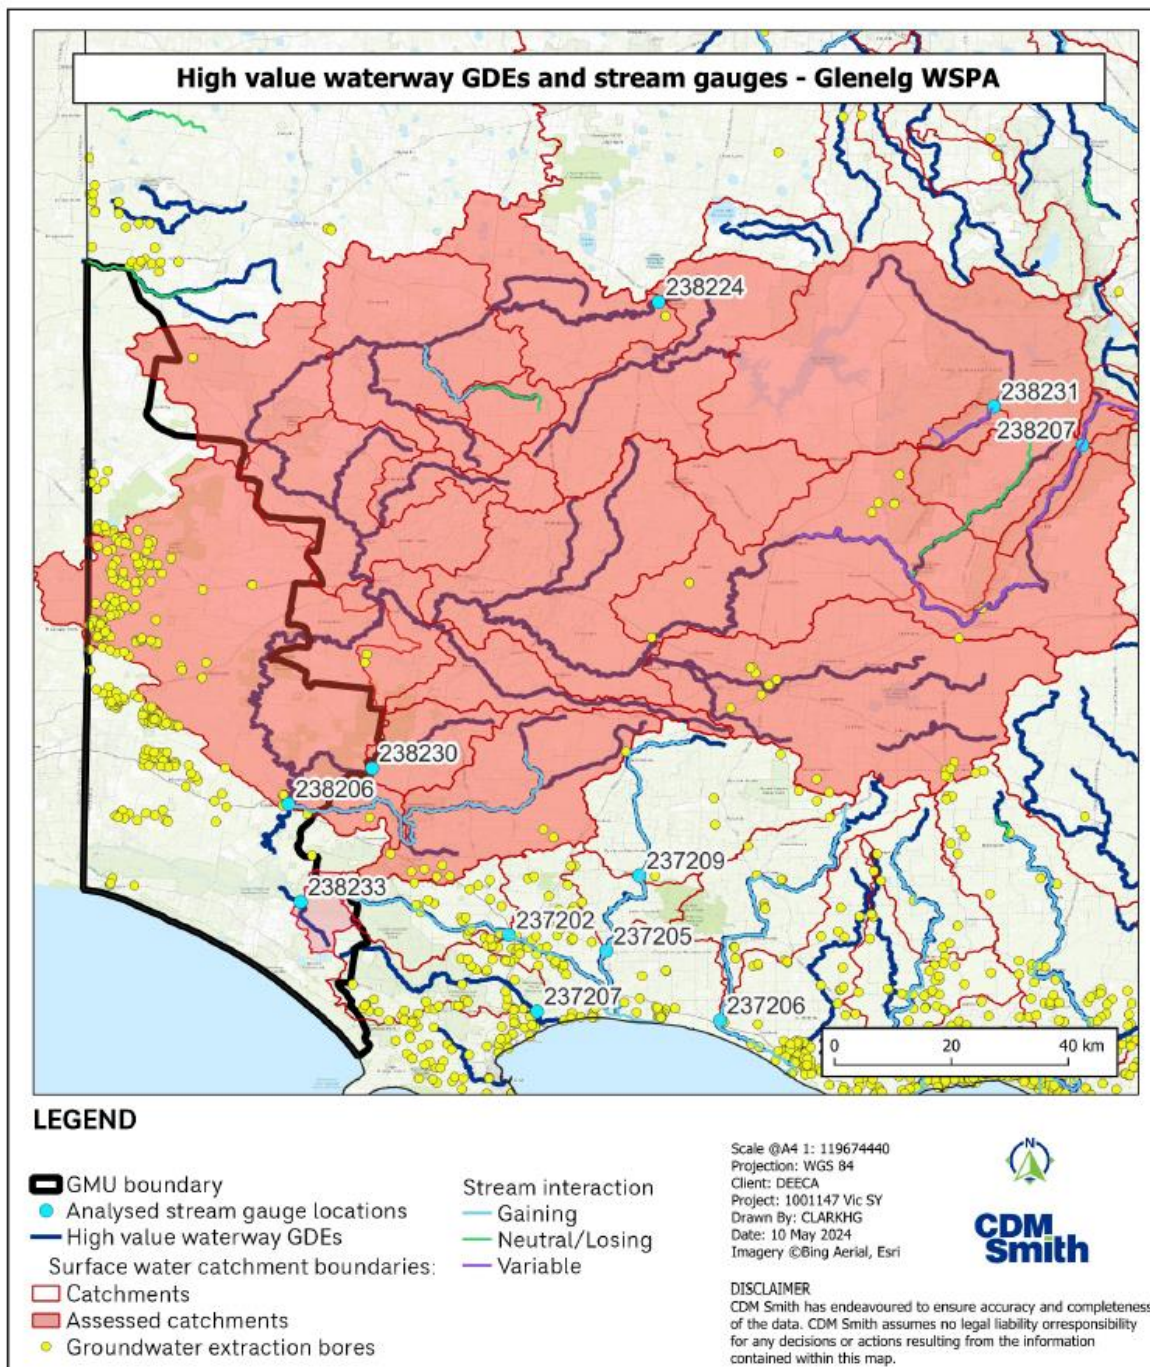 High value waterway GDEs and stream gauges - Glenelg WSPA
238224
238231
238207
238230
238206
237209
238233
237202
237205
237207
237206
0 20 40 km
LEGEND
GMU boundary
Analysed stream gauge locations
High value waterway GDEs
Surface water catchment boundaries:
Catchments
Assessed catchments
Groundwater extraction bores
Stream interaction
Gaining
Neutral/Losing
Variable
Scale @A4 1: 119674440
Projection: WGS 84
Client: DEECA
Project: 1001147 Vic SY
Drawn By: CLARKHG
Date: 10 May 2024
Imagery ©Bing Aerial, Esri
N
CDM
Smith
DISCLAIMER
CDM Smith has endeavoured to ensure accuracy and completeness
of the data. CDM Smith assumes no legal liability orresponsibility
for any decisions or actions resulting from the information
contained within this map.